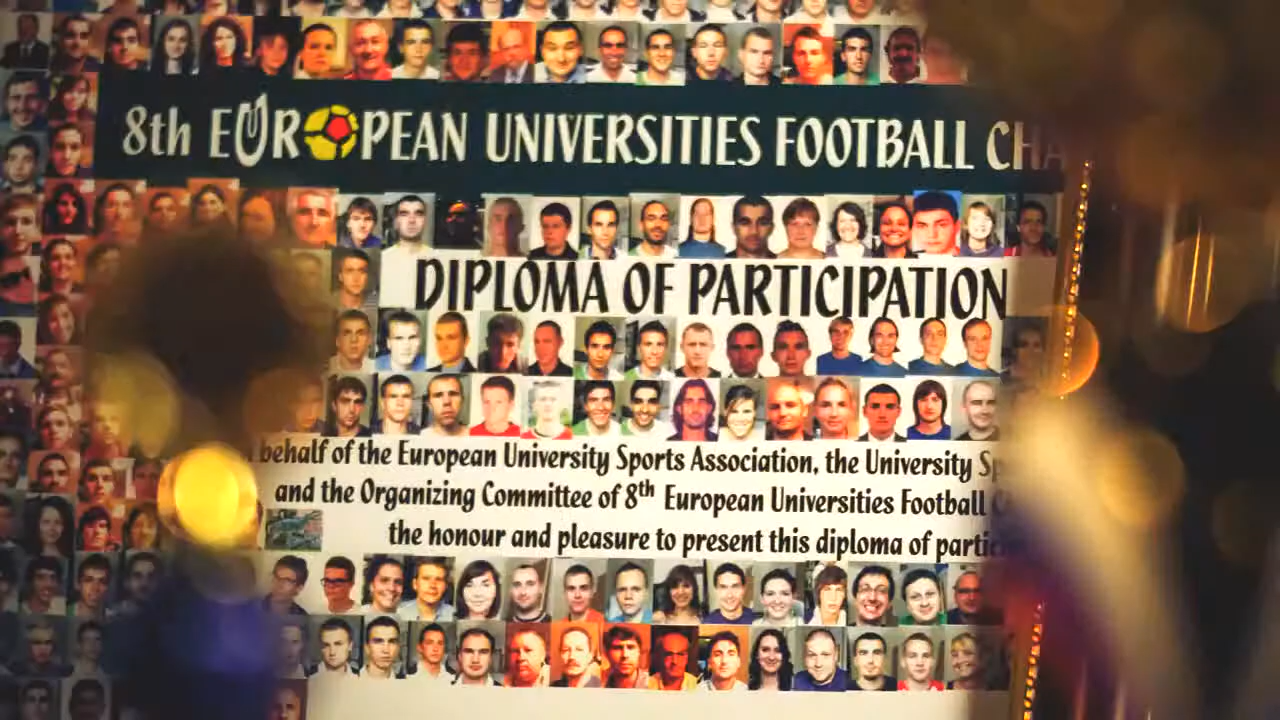 8th EUROPEAN UNIVERSITIES FOOTBALL CHA
DIPLOMA OF PARTICIPATION
behalf of the European University Sports Association, the University Sp
and the Organizing Committee of 8th European Universities Football C
the honour and pleasure to present this diploma of partic